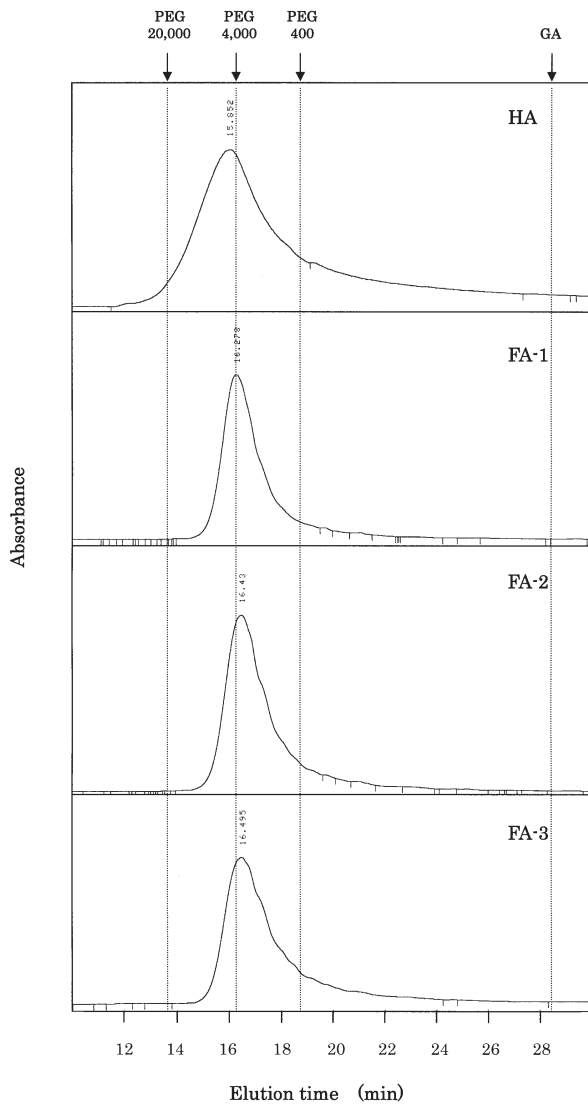 PEG PEG PEG
20,000 4,000 400 GA
15.852
HA
16.278
FA-1
Absorbance
16.43
FA-2
16.495
FA-3
12 14 16 18 20 22 24 26 28
Elution time (min)